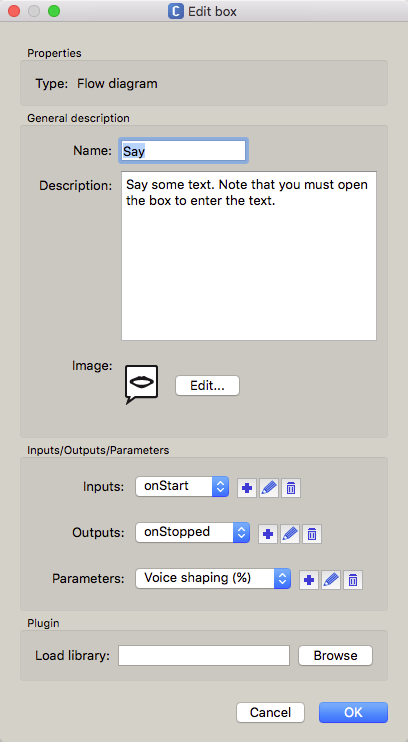 C Edit box
Properties
Type: Flow diagram
General description
Name: Say
Description: Say some text. Note that you must open
the box to enter the text.
Image: Edit...
Inputs/Outputs/Parameters
Inputs: onStart
Outputs: onStopped
Parameters: Voice shaping (%)
Plugin
Load library: Browse
Cancel OK